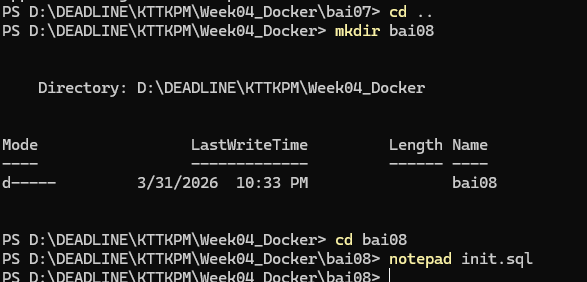 PS D:\DEADLINE\KTTKPM\Week04_Docker\bai07> cd ..
PS D:\DEADLINE\KTTKPM\Week04_Docker> mkdir bai08
Directory: D:\DEADLINE\KTTKPM\Week04_Docker
Mode LastWriteTime Length Name
---- ------------- ------ ----
d----- 3/31/2026 10:33 PM bai08
PS D:\DEADLINE\KTTKPM\Week04_Docker> cd bai08
PS D:\DEADLINE\KTTKPM\Week04_Docker\bai08> notepad init.sql
PS D:\DEADLINE\KTTKPM\Week04_Docker\bai08>